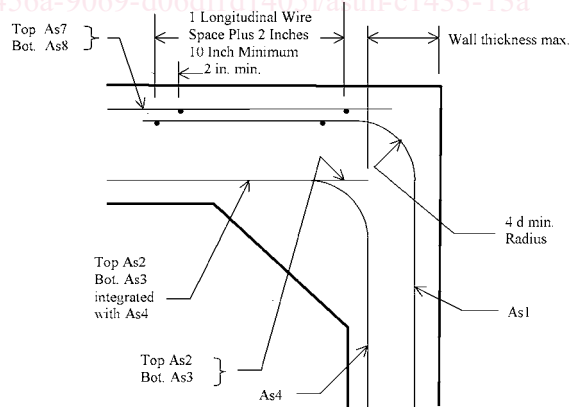 1 Longitudinal Wire
Space Plus 2 Inches
10 Inch Minimum
2 in. min.
Top As7
Bot. As8
Wall thickness max.
4 d min.
Radius
Top As2
Bot. As3
integrated
with As4
As1
Top As2
Bot. As3
As4